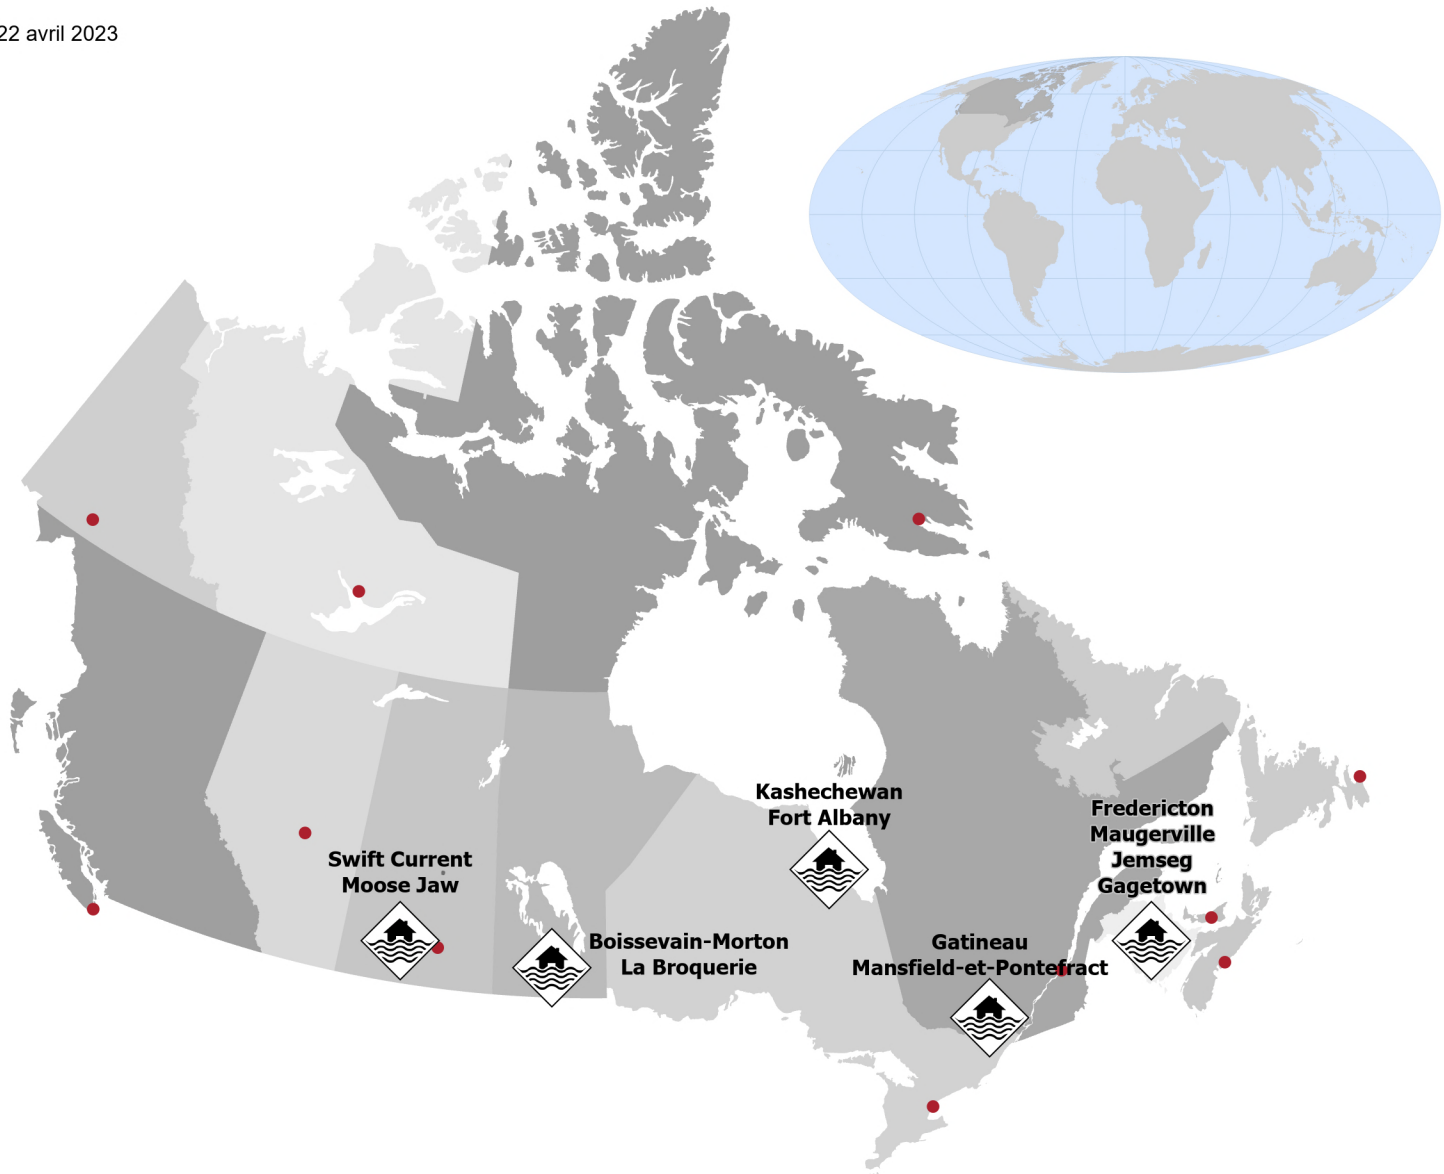 22 avril 2023
Kashechewan
Fort Albany
Fredericton
Maugerville
Jemseg
Gagetown
Swift Current
Moose Jaw
Boissevain-Morton
La Broquerie
Gatineau
Mansfield-et-Pontefract